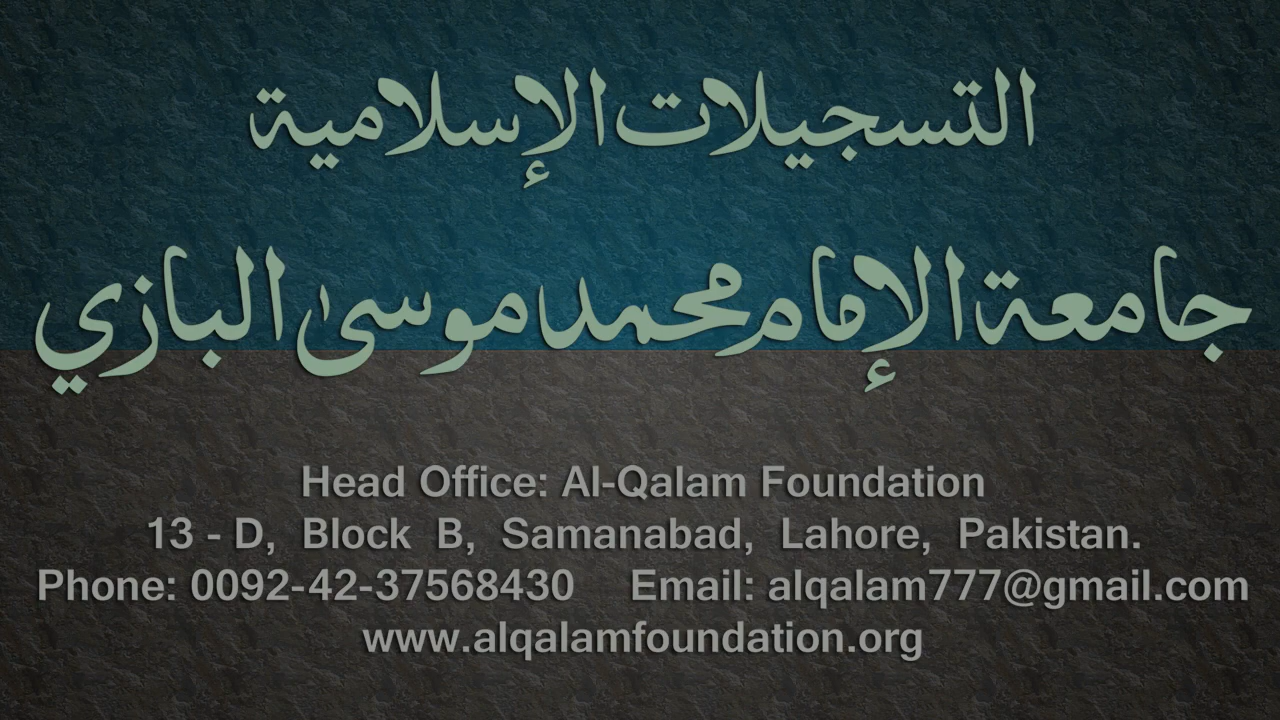 التسجيلات الإسلامية
جامعة الإمام محمد موسىٰ البازي
Head Office: Al-Qalam Foundation
13 - D, Block B, Samanabad, Lahore, Pakistan.
Phone: 0092-42-37568430 Email: alqalam777@gmail.com
www.alqalamfoundation.org